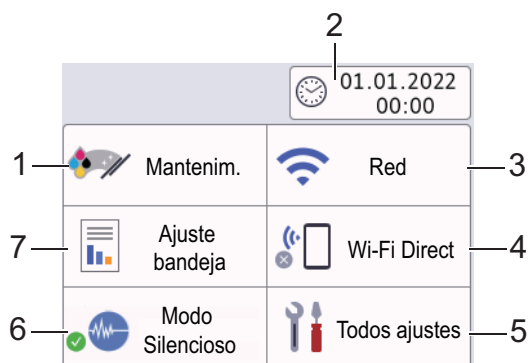 2
01.01.2022
00:00
1
Mantenim.
Red
3
7
Ajuste
bandeja
Wi-Fi Direct
4
6
Modo
Silencioso
Todos ajustes
5